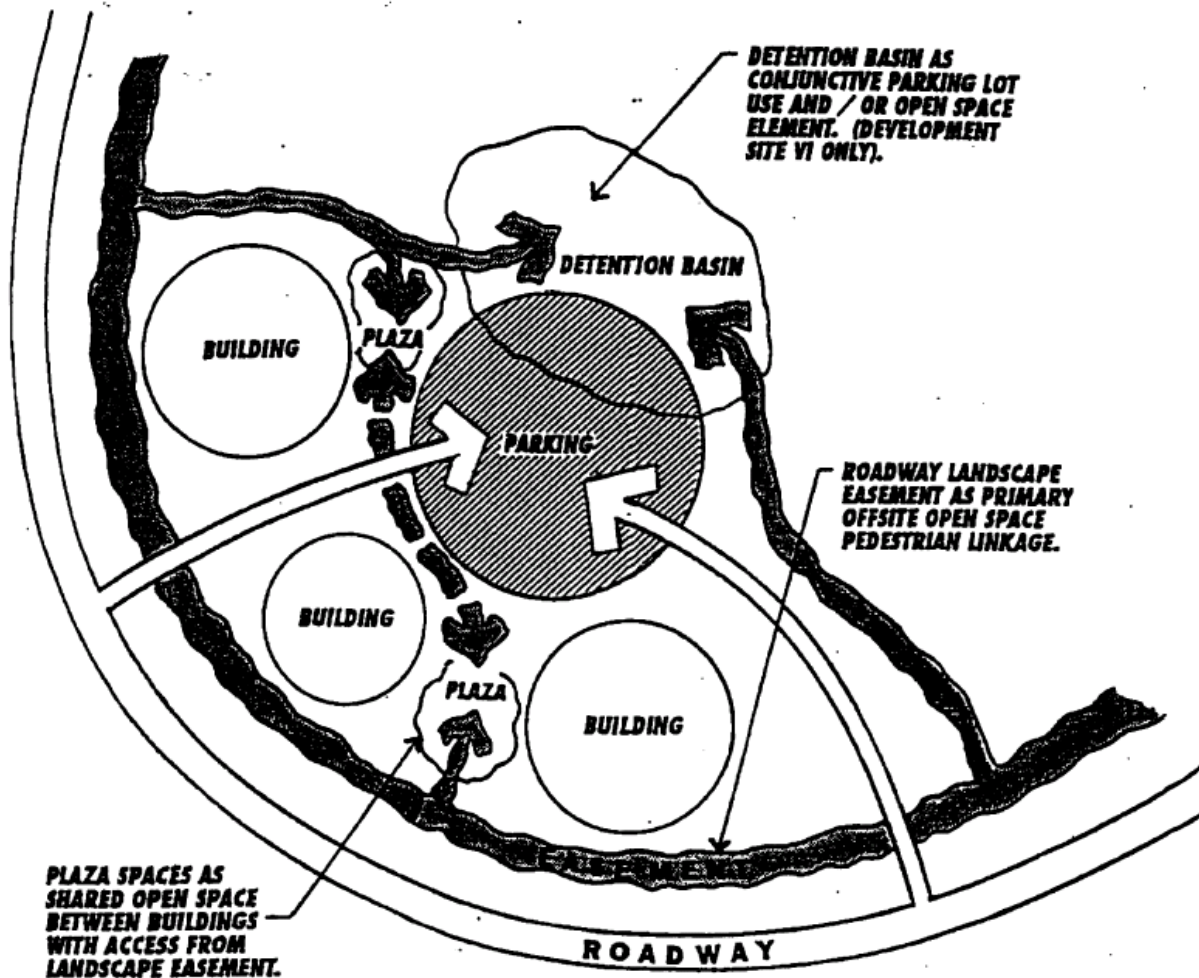 DETENTION BASIN AS
CONJUNCTIVE PARKING LOT
USE AND / OR OPEN SPACE
ELEMENT. (DEVELOPMENT
SITE VI ONLY).
DETENTION BASIN
PLAZA
BUILDING
PARKING
ROADWAY LANDSCAPE
EASEMENT AS PRIMARY
OFFSITE OPEN SPACE
PEDESTRIAN LINKAGE.
BUILDING
PLAZA
BUILDING
EASEMENT
PLAZA SPACES AS
SHARED OPEN SPACE
BETWEEN BUILDINGS
WITH ACCESS FROM
LANDSCAPE EASEMENT.
ROADWAY